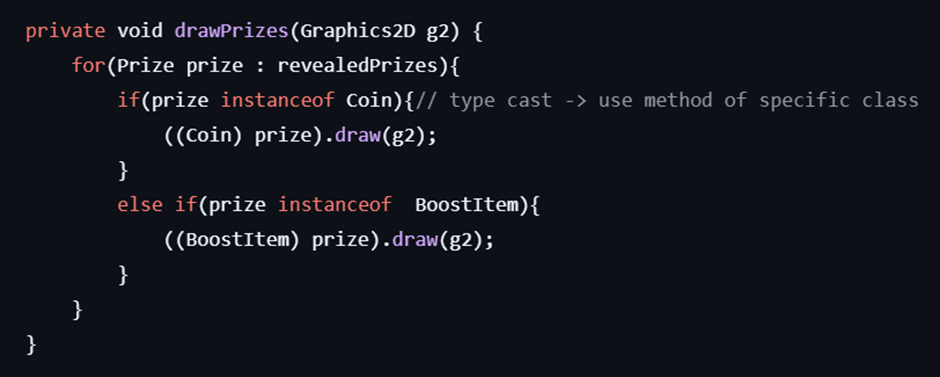 private void drawPrizes(Graphics2D g2) {
    for(Prize prize : revealedPrizes){
        if(prize instanceof Coin){// type cast -> use method of specific class
            ((Coin) prize).draw(g2);
        }
        else if(prize instanceof  BoostItem){
            ((BoostItem) prize).draw(g2);
        }
    }
}